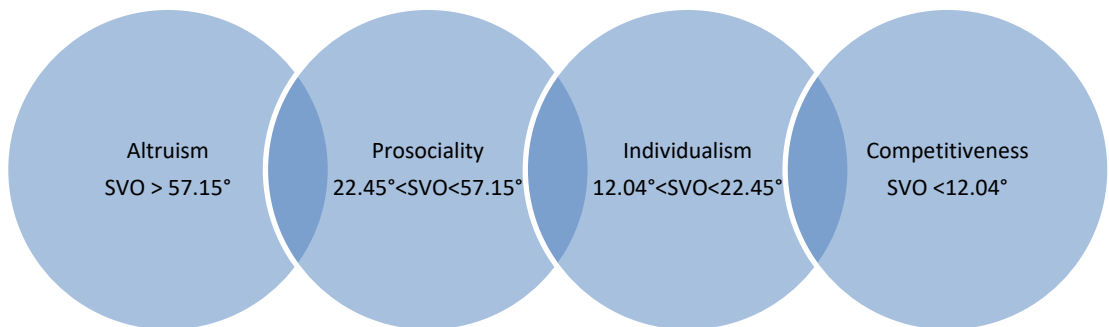 Altruism
SVO > 57.15°
Prosociality
22.45°<SVO<57.15°
Individualism
12.04°<SVO<22.45°
Competitiveness
SVO <12.04°